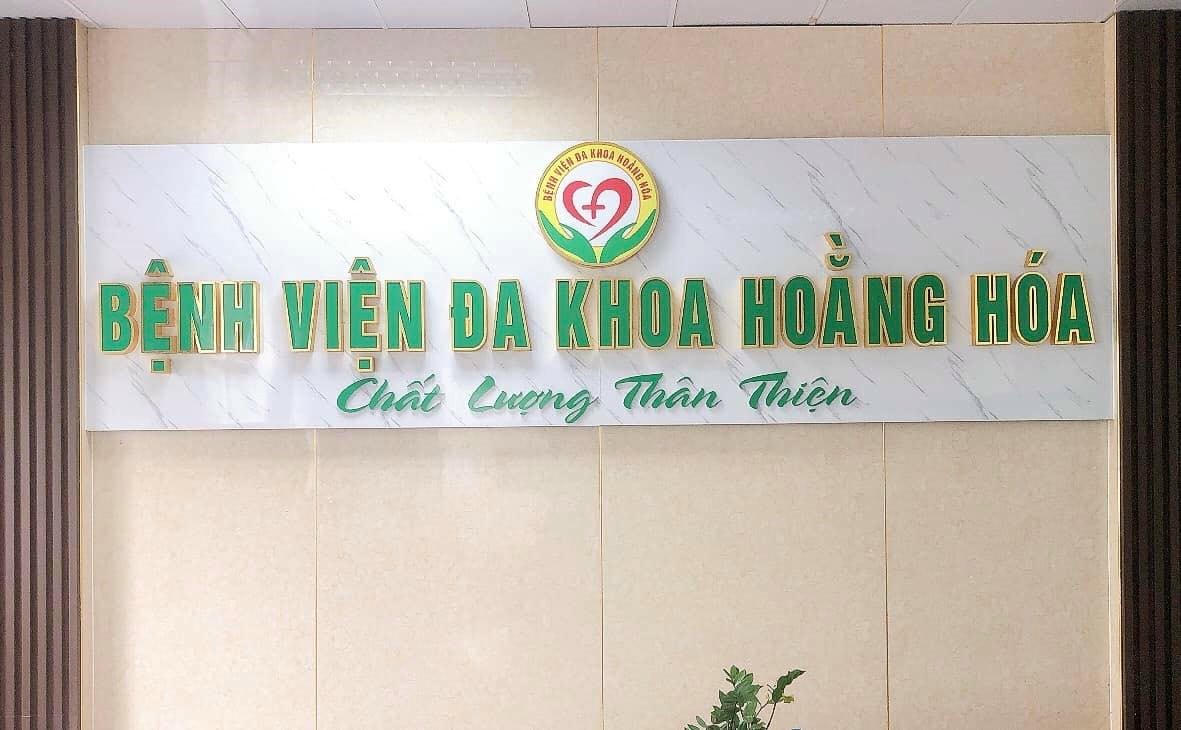 BỆNH VIỆN ĐA KHOA HOẰNG HÓA
BỆNH VIỆN ĐA KHOA HOẰNG HÓA
Chất Lượng Thân Thiện